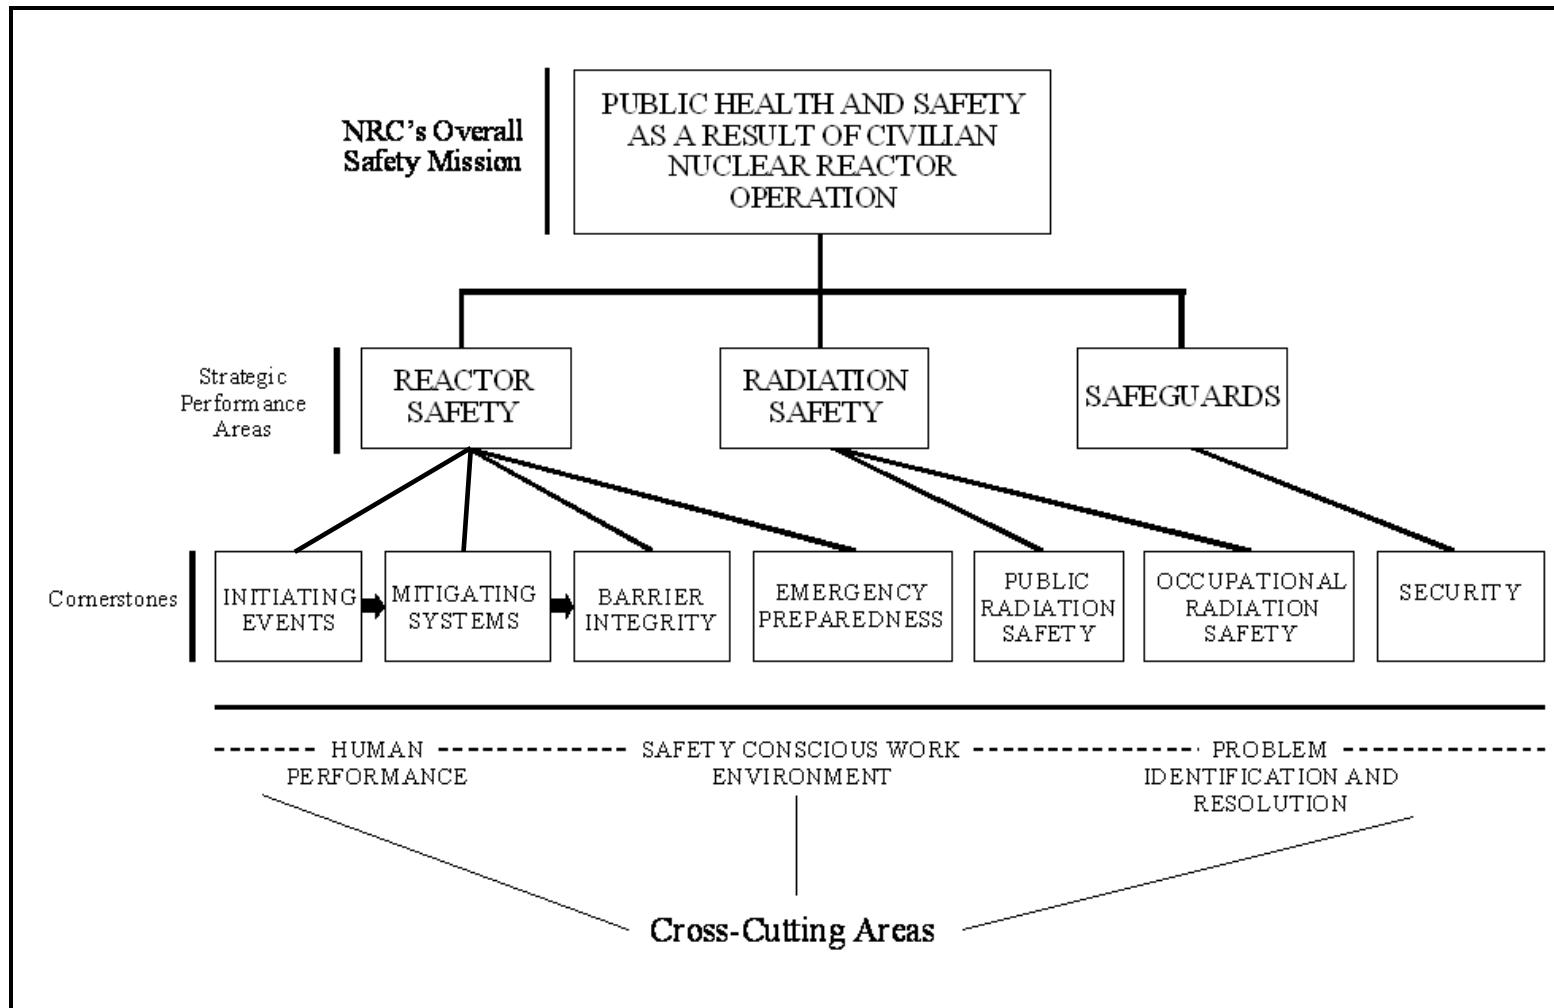 NRC's Overall
Safety Mission
PUBLIC HEALTH AND SAFETY
AS A RESULT OF CIVILIAN
NUCLEAR REACTOR
OPERATION
Strategic
Performance
Areas
REACTOR
SAFETY
RADIATION
SAFETY
SAFEGUARDS
Cornerstones
INITIATING
EVENTS
MITIGATING
SYSTEMS
BARRIER
INTEGRITY
EMERGENCY
PREPAREDNESS
PUBLIC
RADIATION
SAFETY
OCCUPATIONAL
RADIATION
SAFETY
SECURITY
HUMAN
PERFORMANCE
SAFETY CONSCIOUS WORK
ENVIRONMENT
PROBLEM
IDENTIFICATION AND
RESOLUTION
Cross-Cutting Areas